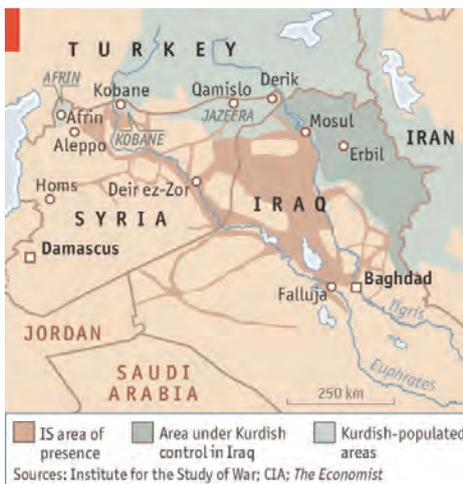 TURKEY
AFRIN
Kobane
Qamislo
Derik
Afrin
KOBANE
JAZEERA
Mosul
IRAN
Aleppo
Erbil
Homs
Deir ez-Zor
IRAQ
SYRIA
Damascus
Baghdad
Falluja
Tigris
JORDAN
Euphrates
SAUDI
ARABIA
250 km
IS area of
presence
Area under Kurdish
control in Iraq
Kurdish-populated
areas
Sources: Institute for the Study of War; CIA; The Economist